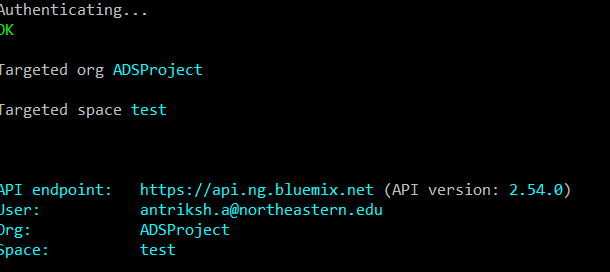 Authenticating...
OK
Targeted org ADSProject
Targeted space test
API endpoint: https://api.ng.bluemix.net (API version: 2.54.0)
User: antriksh.a@northeastern.edu
Org: ADSProject
Space: test